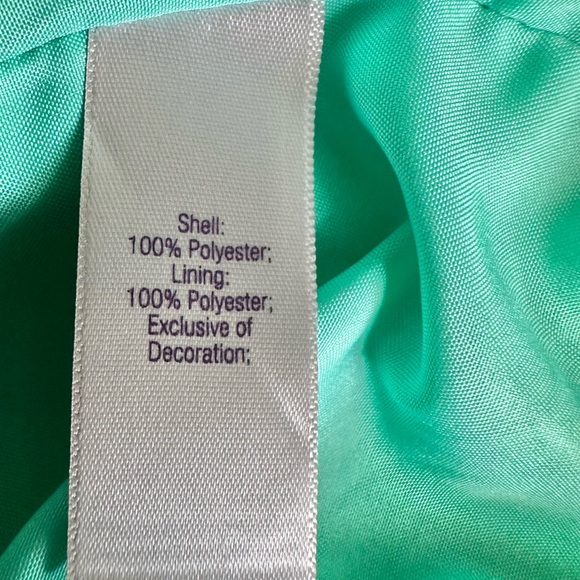 Shell:
100% Polyester;
Lining:
100% Polyester;
Exclusive of
Decoration;